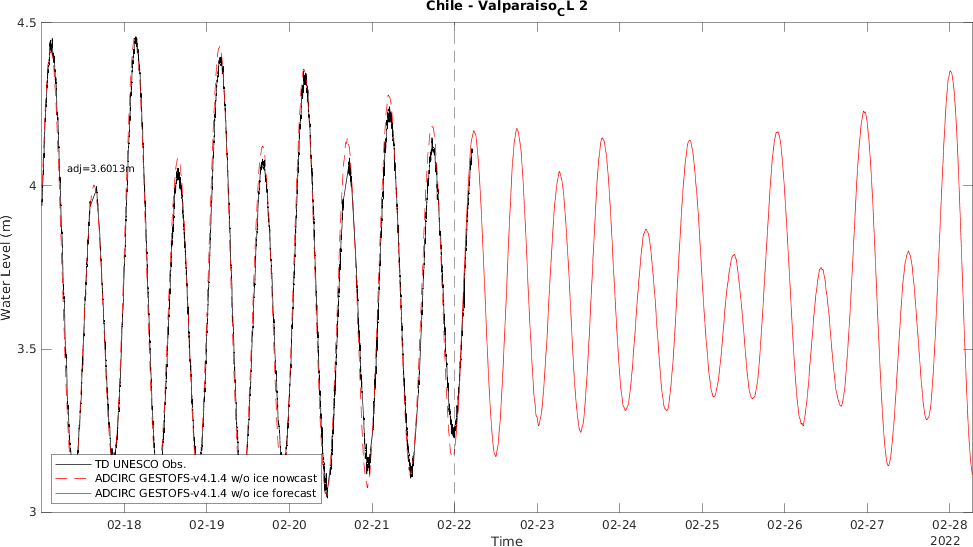 Chile - Valparaiso_CL 2
4.5
4
3.5
3
Water Level (m)
adj=3.6013m
TD UNESCO Obs.
ADCIRC GESTOFS-v4.1.4 w/o ice nowcast
ADCIRC GESTOFS-v4.1.4 w/o ice forecast
02-18 02-19 02-20 02-21 02-22 02-23 02-24 02-25 02-26 02-27 02-28
Time 2022